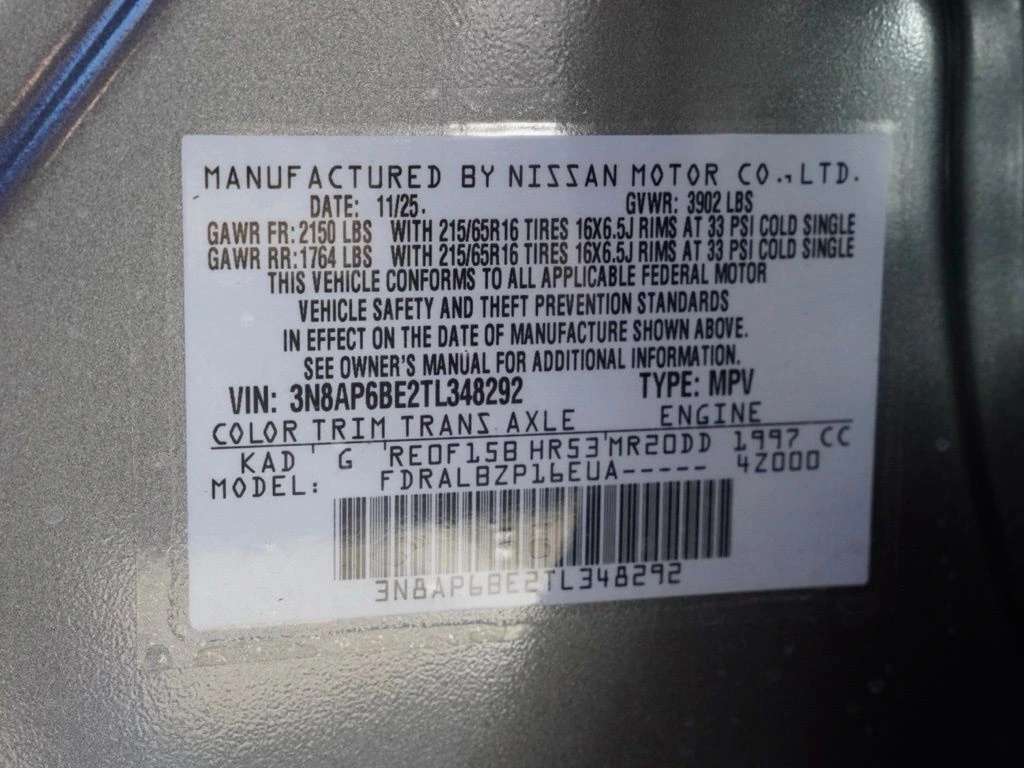 MANUFACTURED BY NISSAN MOTOR CO.,LTD.
DATE: 11/25. GVWR: 3902 LBS
GAWR FR: 2150 LBS WITH 215/65R16 TIRES 16X6.5J RIMS AT 33 PSI COLD SINGLE
GAWR RR: 1764 LBS WITH 215/65R16 TIRES 16X6.5J RIMS AT 33 PSI COLD SINGLE
THIS VEHICLE CONFORMS TO ALL APPLICABLE FEDERAL MOTOR
VEHICLE SAFETY AND THEFT PREVENTION STANDARDS
IN EFFECT ON THE DATE OF MANUFACTURE SHOWN ABOVE.
SEE OWNER'S MANUAL FOR ADDITIONAL INFORMATION.
VIN: 3N8AP6BE2TL348292 TYPE: MPV
COLOR TRIM TRANS AXLE ENGINE
KAD G RE0F15B HR53 MR20DD 1997 CC
MODEL: FDRALBZP16EUA----- 4Z000
3N8AP6BE2TL348292